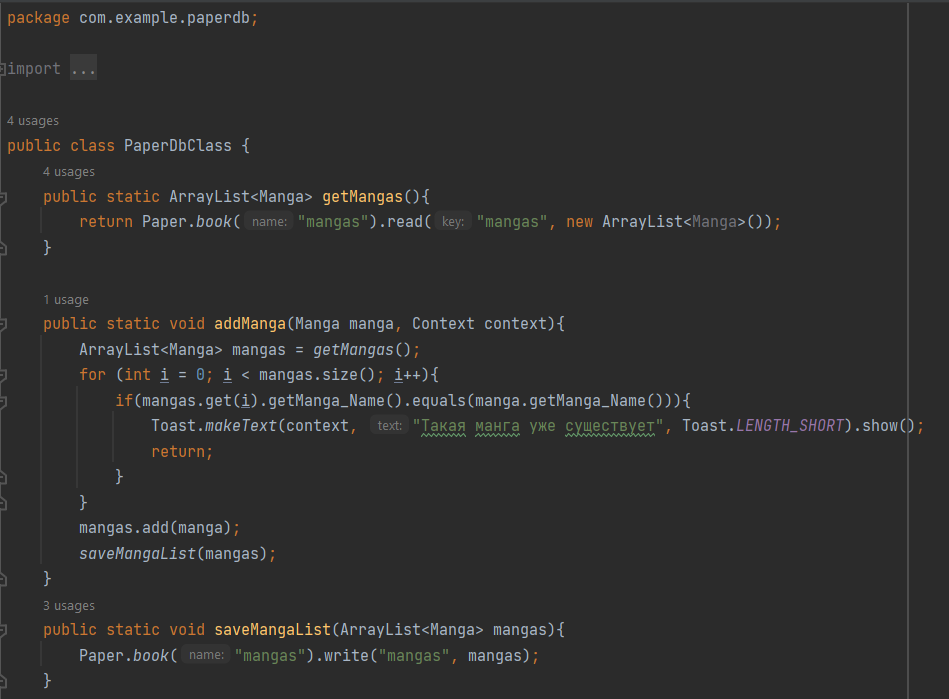 package com.example.paperdb;
import ...
4 usages
public class PaperDbClass {
4 usages
public static ArrayList<Manga> getMangas(){
return Paper.book( name: "mangas").read( key: "mangas", new ArrayList<Manga>());
}
1 usage
public static void addManga(Manga manga, Context context){
ArrayList<Manga> mangas = getMangas();
for (int i = 0; i < mangas.size(); i++){
if(mangas.get(i).getManga_Name().equals(manga.getManga_Name())){
Toast.makeText(context, text: "Такая манга уже существует", Toast.LENGTH_SHORT).show();
return;
}
}
mangas.add(manga);
saveMangaList(mangas);
}
3 usages
public static void saveMangaList(ArrayList<Manga> mangas){
Paper.book( name: "mangas").write("mangas", mangas);
}